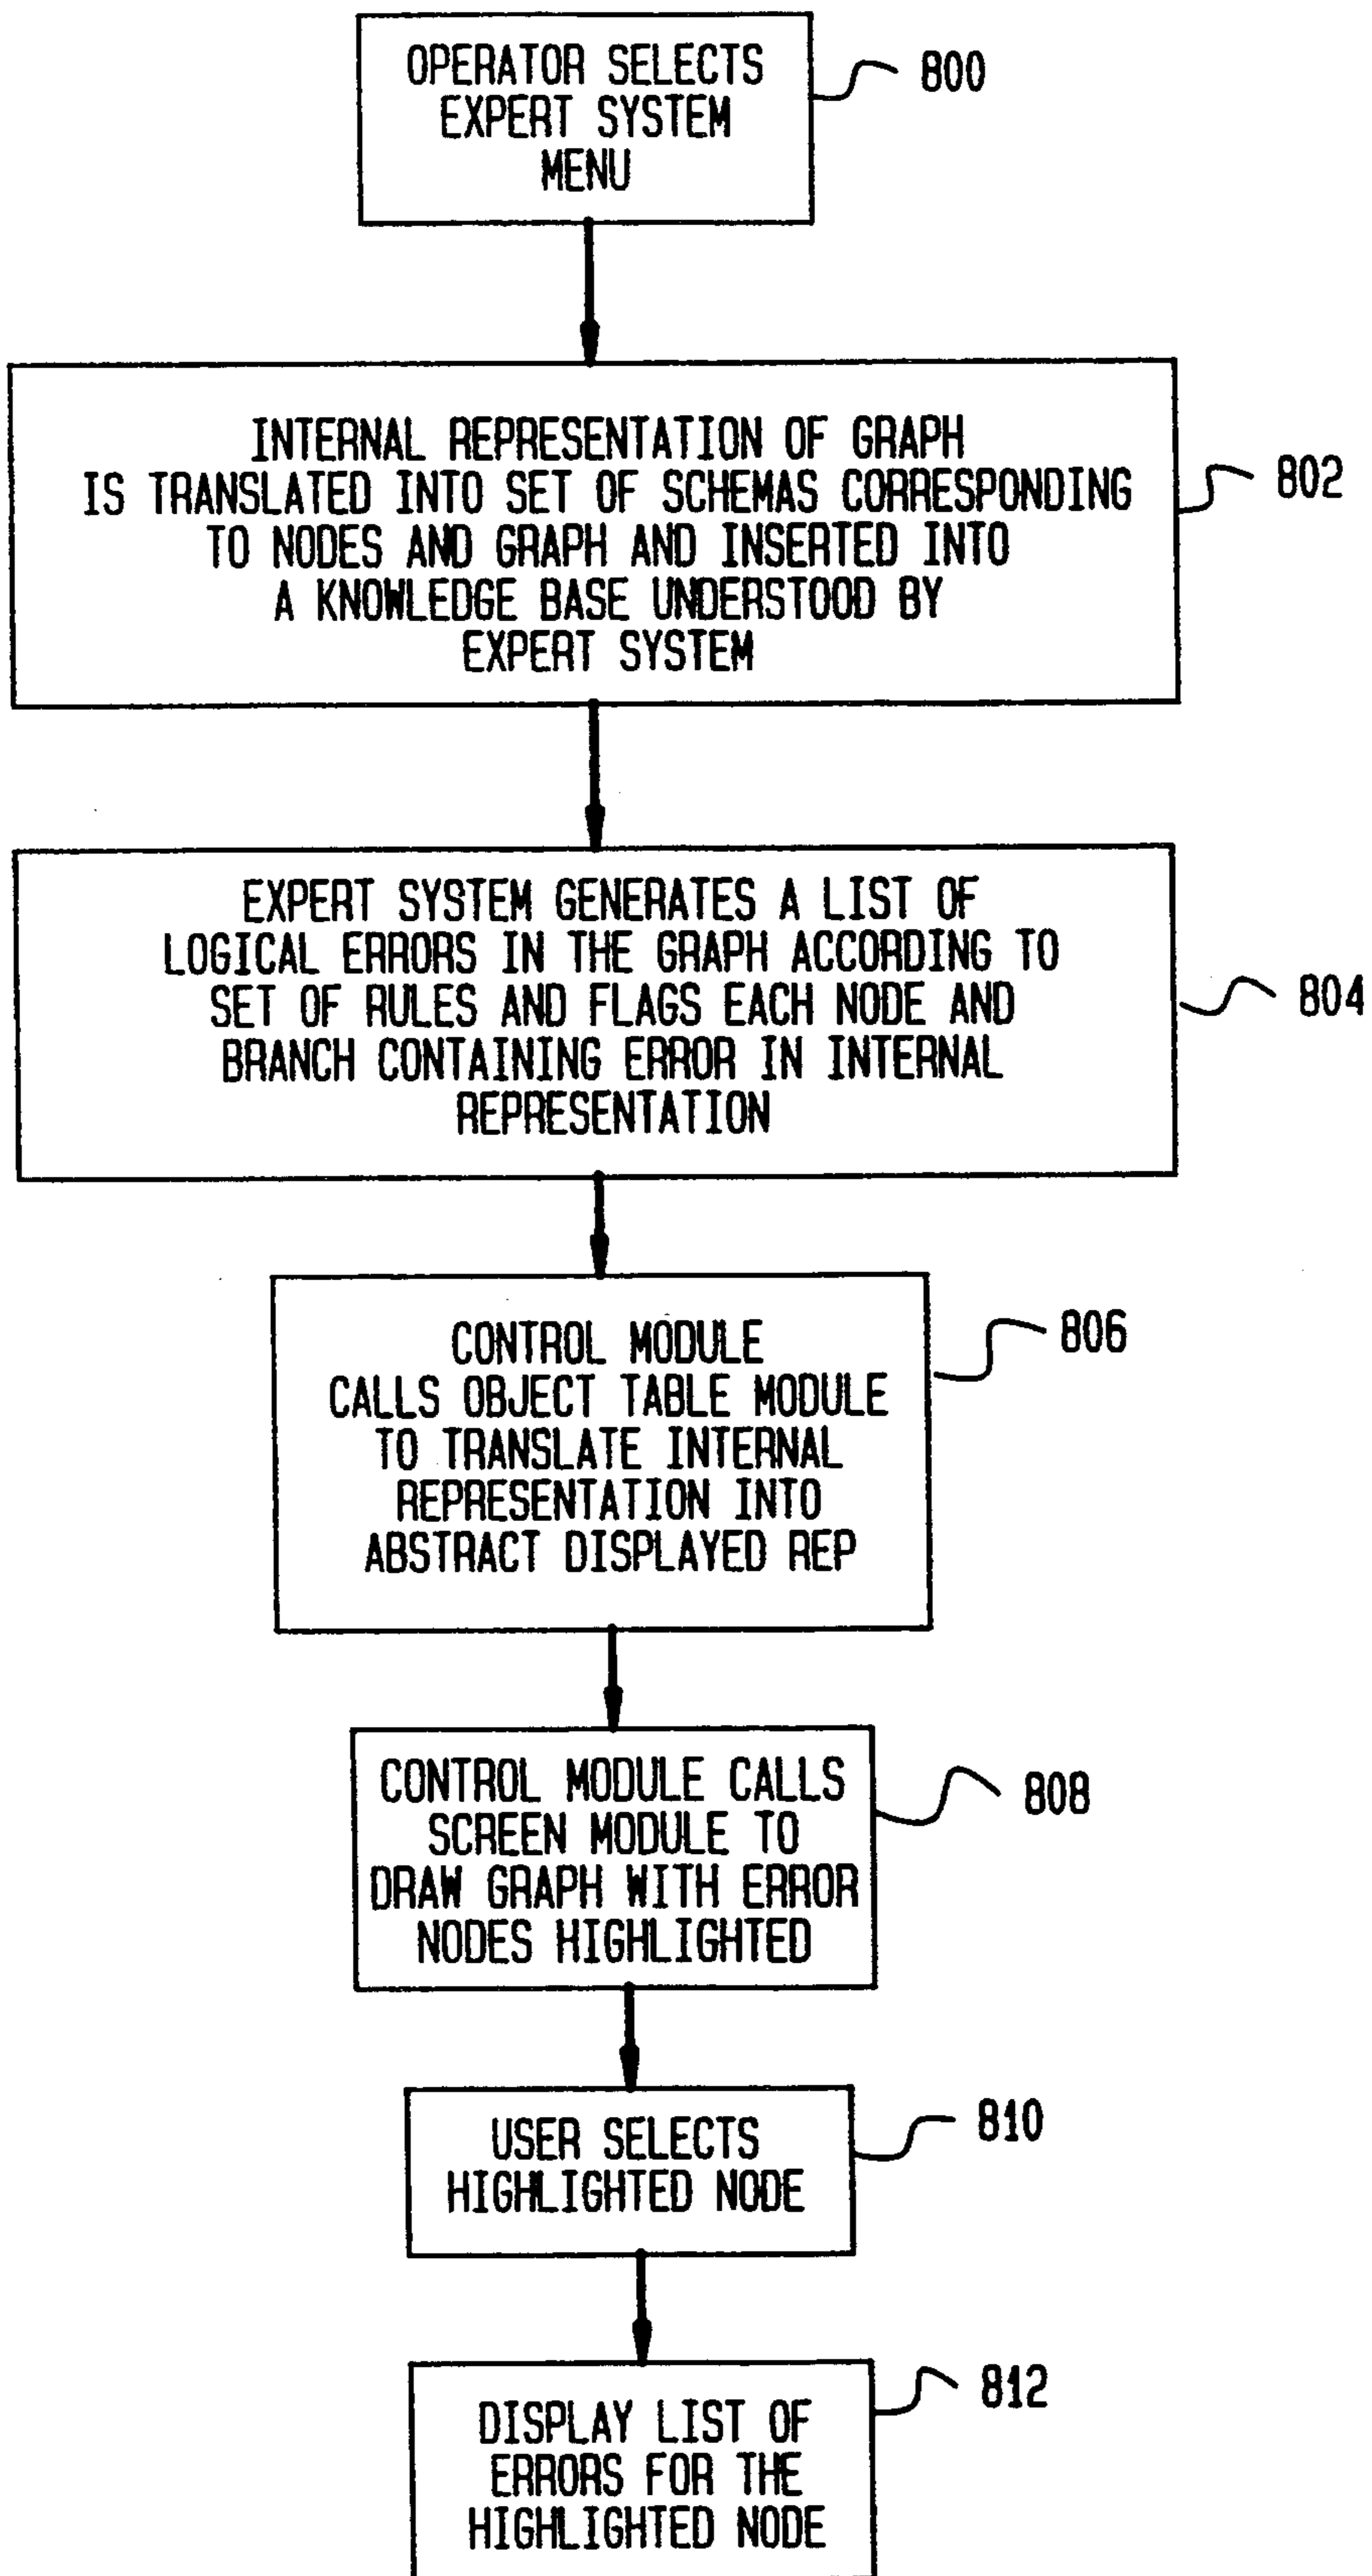 OPERATOR SELECTS
EXPERT SYSTEM
MENU
800
INTERNAL REPRESENTATION OF GRAPH
IS TRANSLATED INTO SET OF SCHEMAS CORRESPONDING
TO NODES AND GRAPH AND INSERTED INTO
A KNOWLEDGE BASE UNDERSTOOD BY
EXPERT SYSTEM
802
EXPERT SYSTEM GENERATES A LIST OF
LOGICAL ERRORS IN THE GRAPH ACCORDING TO
SET OF RULES AND FLAGS EACH NODE AND
BRANCH CONTAINING ERROR IN INTERNAL
REPRESENTATION
804
CONTROL MODULE
CALLS OBJECT TABLE MODULE
TO TRANSLATE INTERNAL
REPRESENTATION INTO
ABSTRACT DISPLAYED REP
806
CONTROL MODULE CALLS
SCREEN MODULE TO
DRAW GRAPH WITH ERROR
NODES HIGHLIGHTED
808
USER SELECTS
HIGHLIGHTED NODE
810
DISPLAY LIST OF
ERRORS FOR THE
HIGHLIGHTED NODE
812